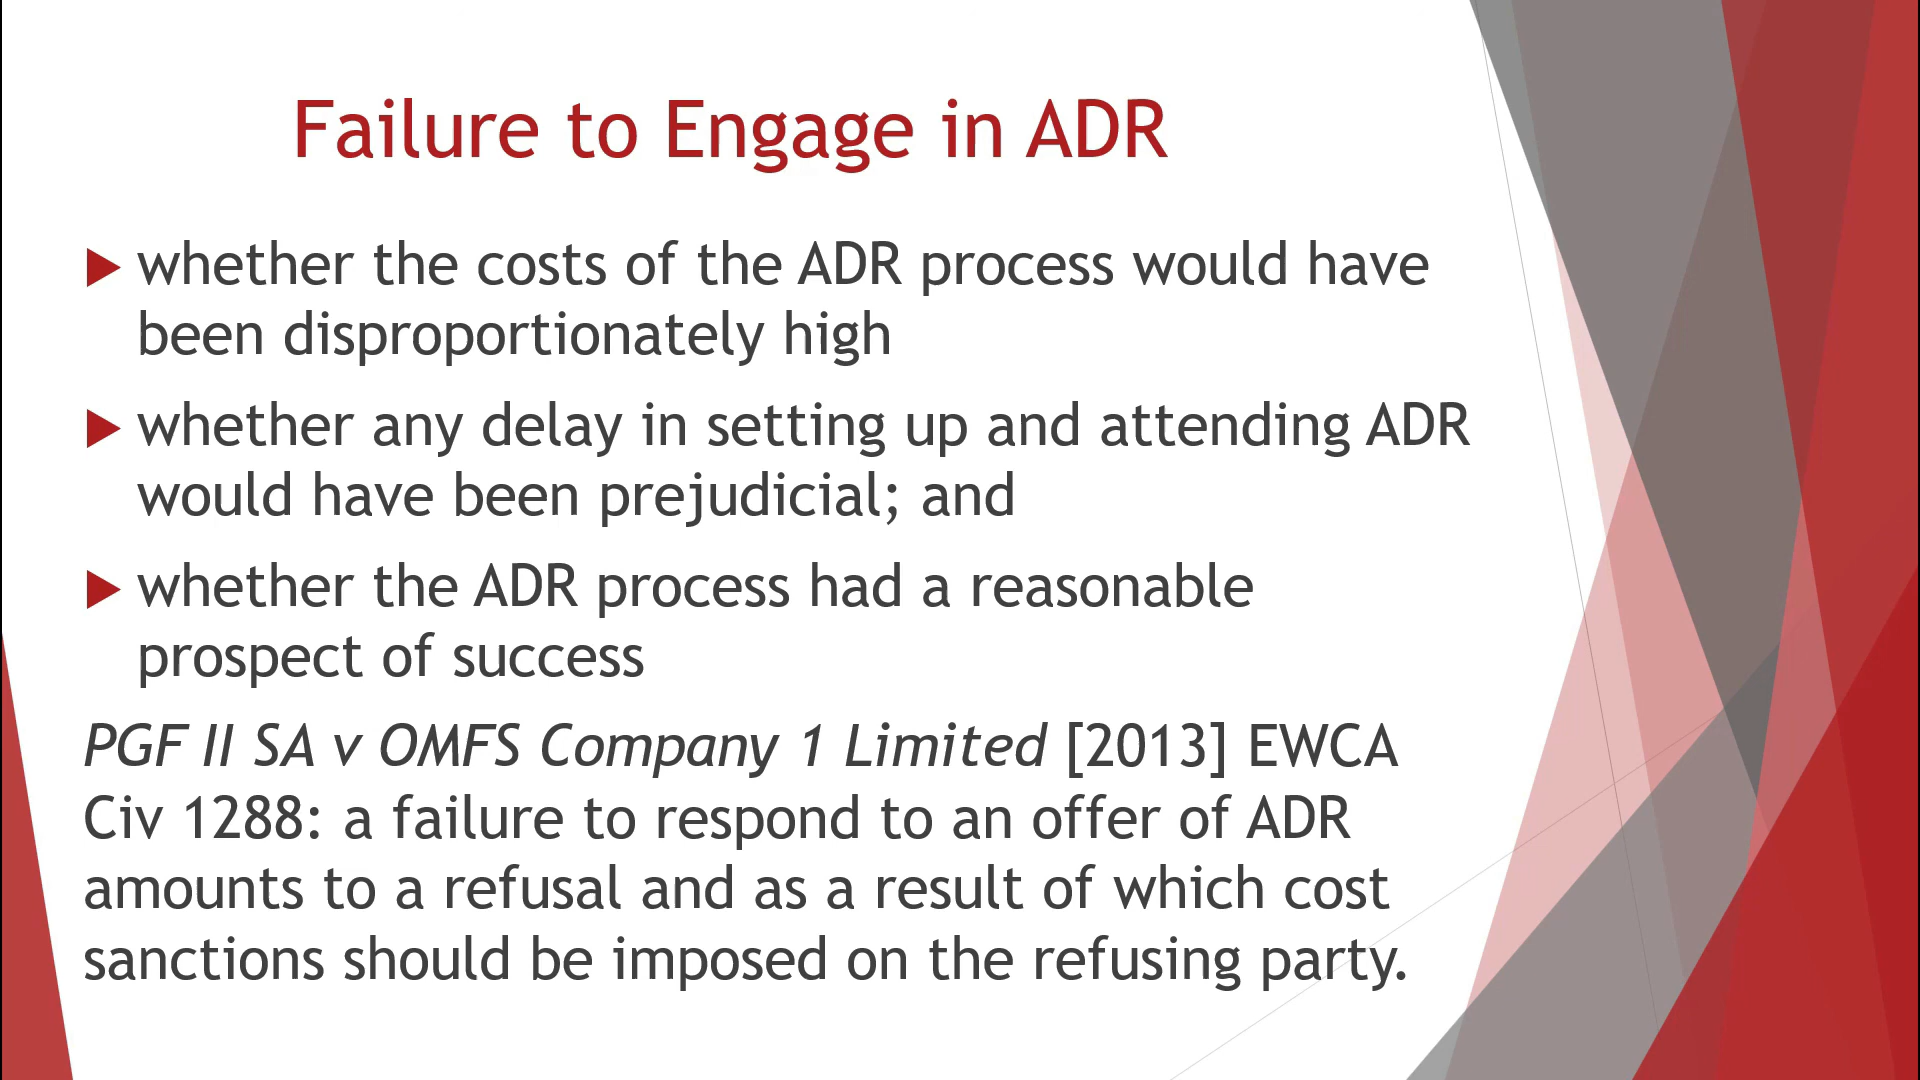 Failure to Engage in ADR
whether the costs of the ADR process would have
been disproportionately high
whether any delay in setting up and attending ADR
would have been prejudicial; and
whether the ADR process had a reasonable
prospect of success
PGF II SA v OMFS Company 1 Limited [2013] EWCA
Civ 1288: a failure to respond to an offer of ADR
amounts to a refusal and as a result of which cost
sanctions should be imposed on the refusing party.